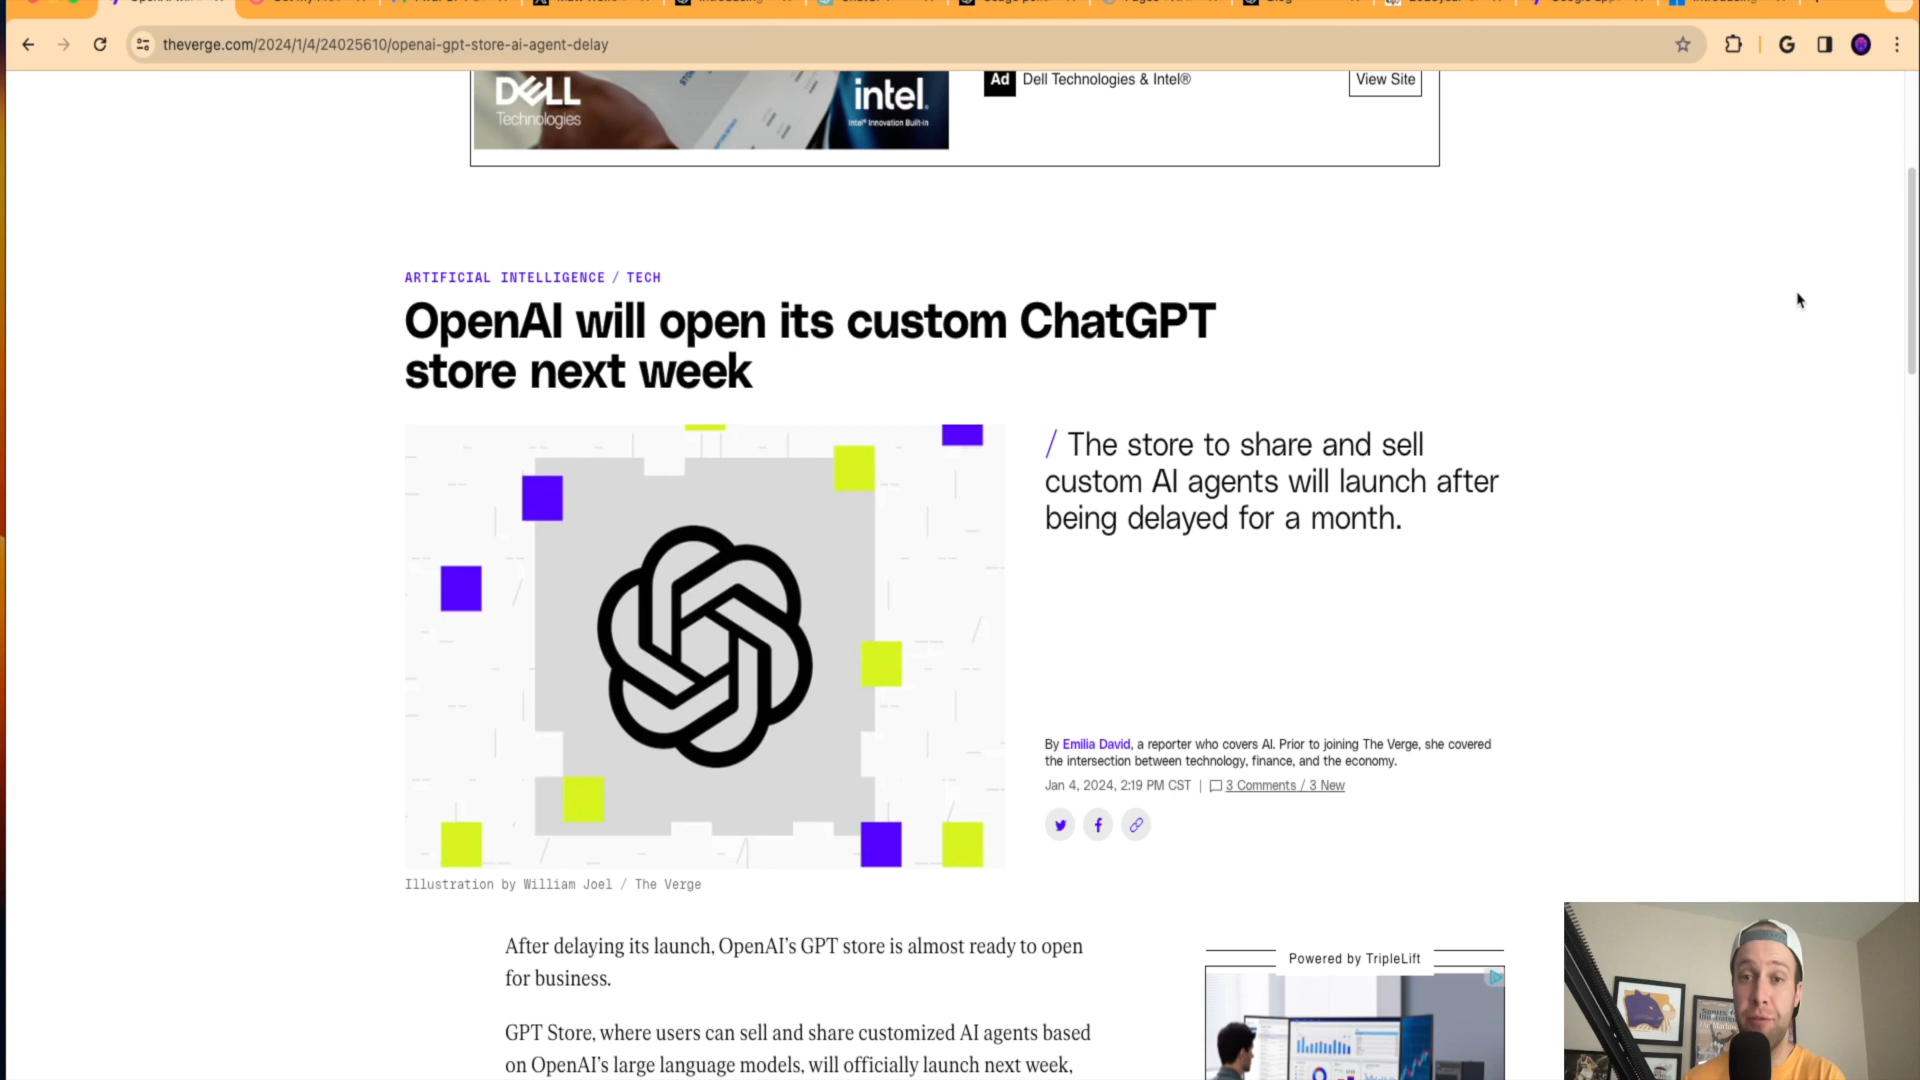 theverge.com/2024/1/4/24025610/openai-gpt-store-ai-agent-delay
DELL
Technologies
intel.
Intel® Innovation Built-in
Ad
Dell Technologies & Intel®
View Site
ARTIFICIAL INTELLIGENCE / TECH
OpenAI will open its custom ChatGPT
store next week
/ The store to share and sell
custom AI agents will launch after
being delayed for a month.
By Emilia David, a reporter who covers AI. Prior to joining The Verge, she covered
the intersection between technology, finance, and the economy.
Jan 4, 2024, 2:19 PM CST | 3 Comments / 3 New
Illustration by William Joel / The Verge
After delaying its launch, OpenAI’s GPT store is almost ready to open
for business.
GPT Store, where users can sell and share customized AI agents based
on OpenAI’s large language models, will officially launch next week,
Powered by TripleLift